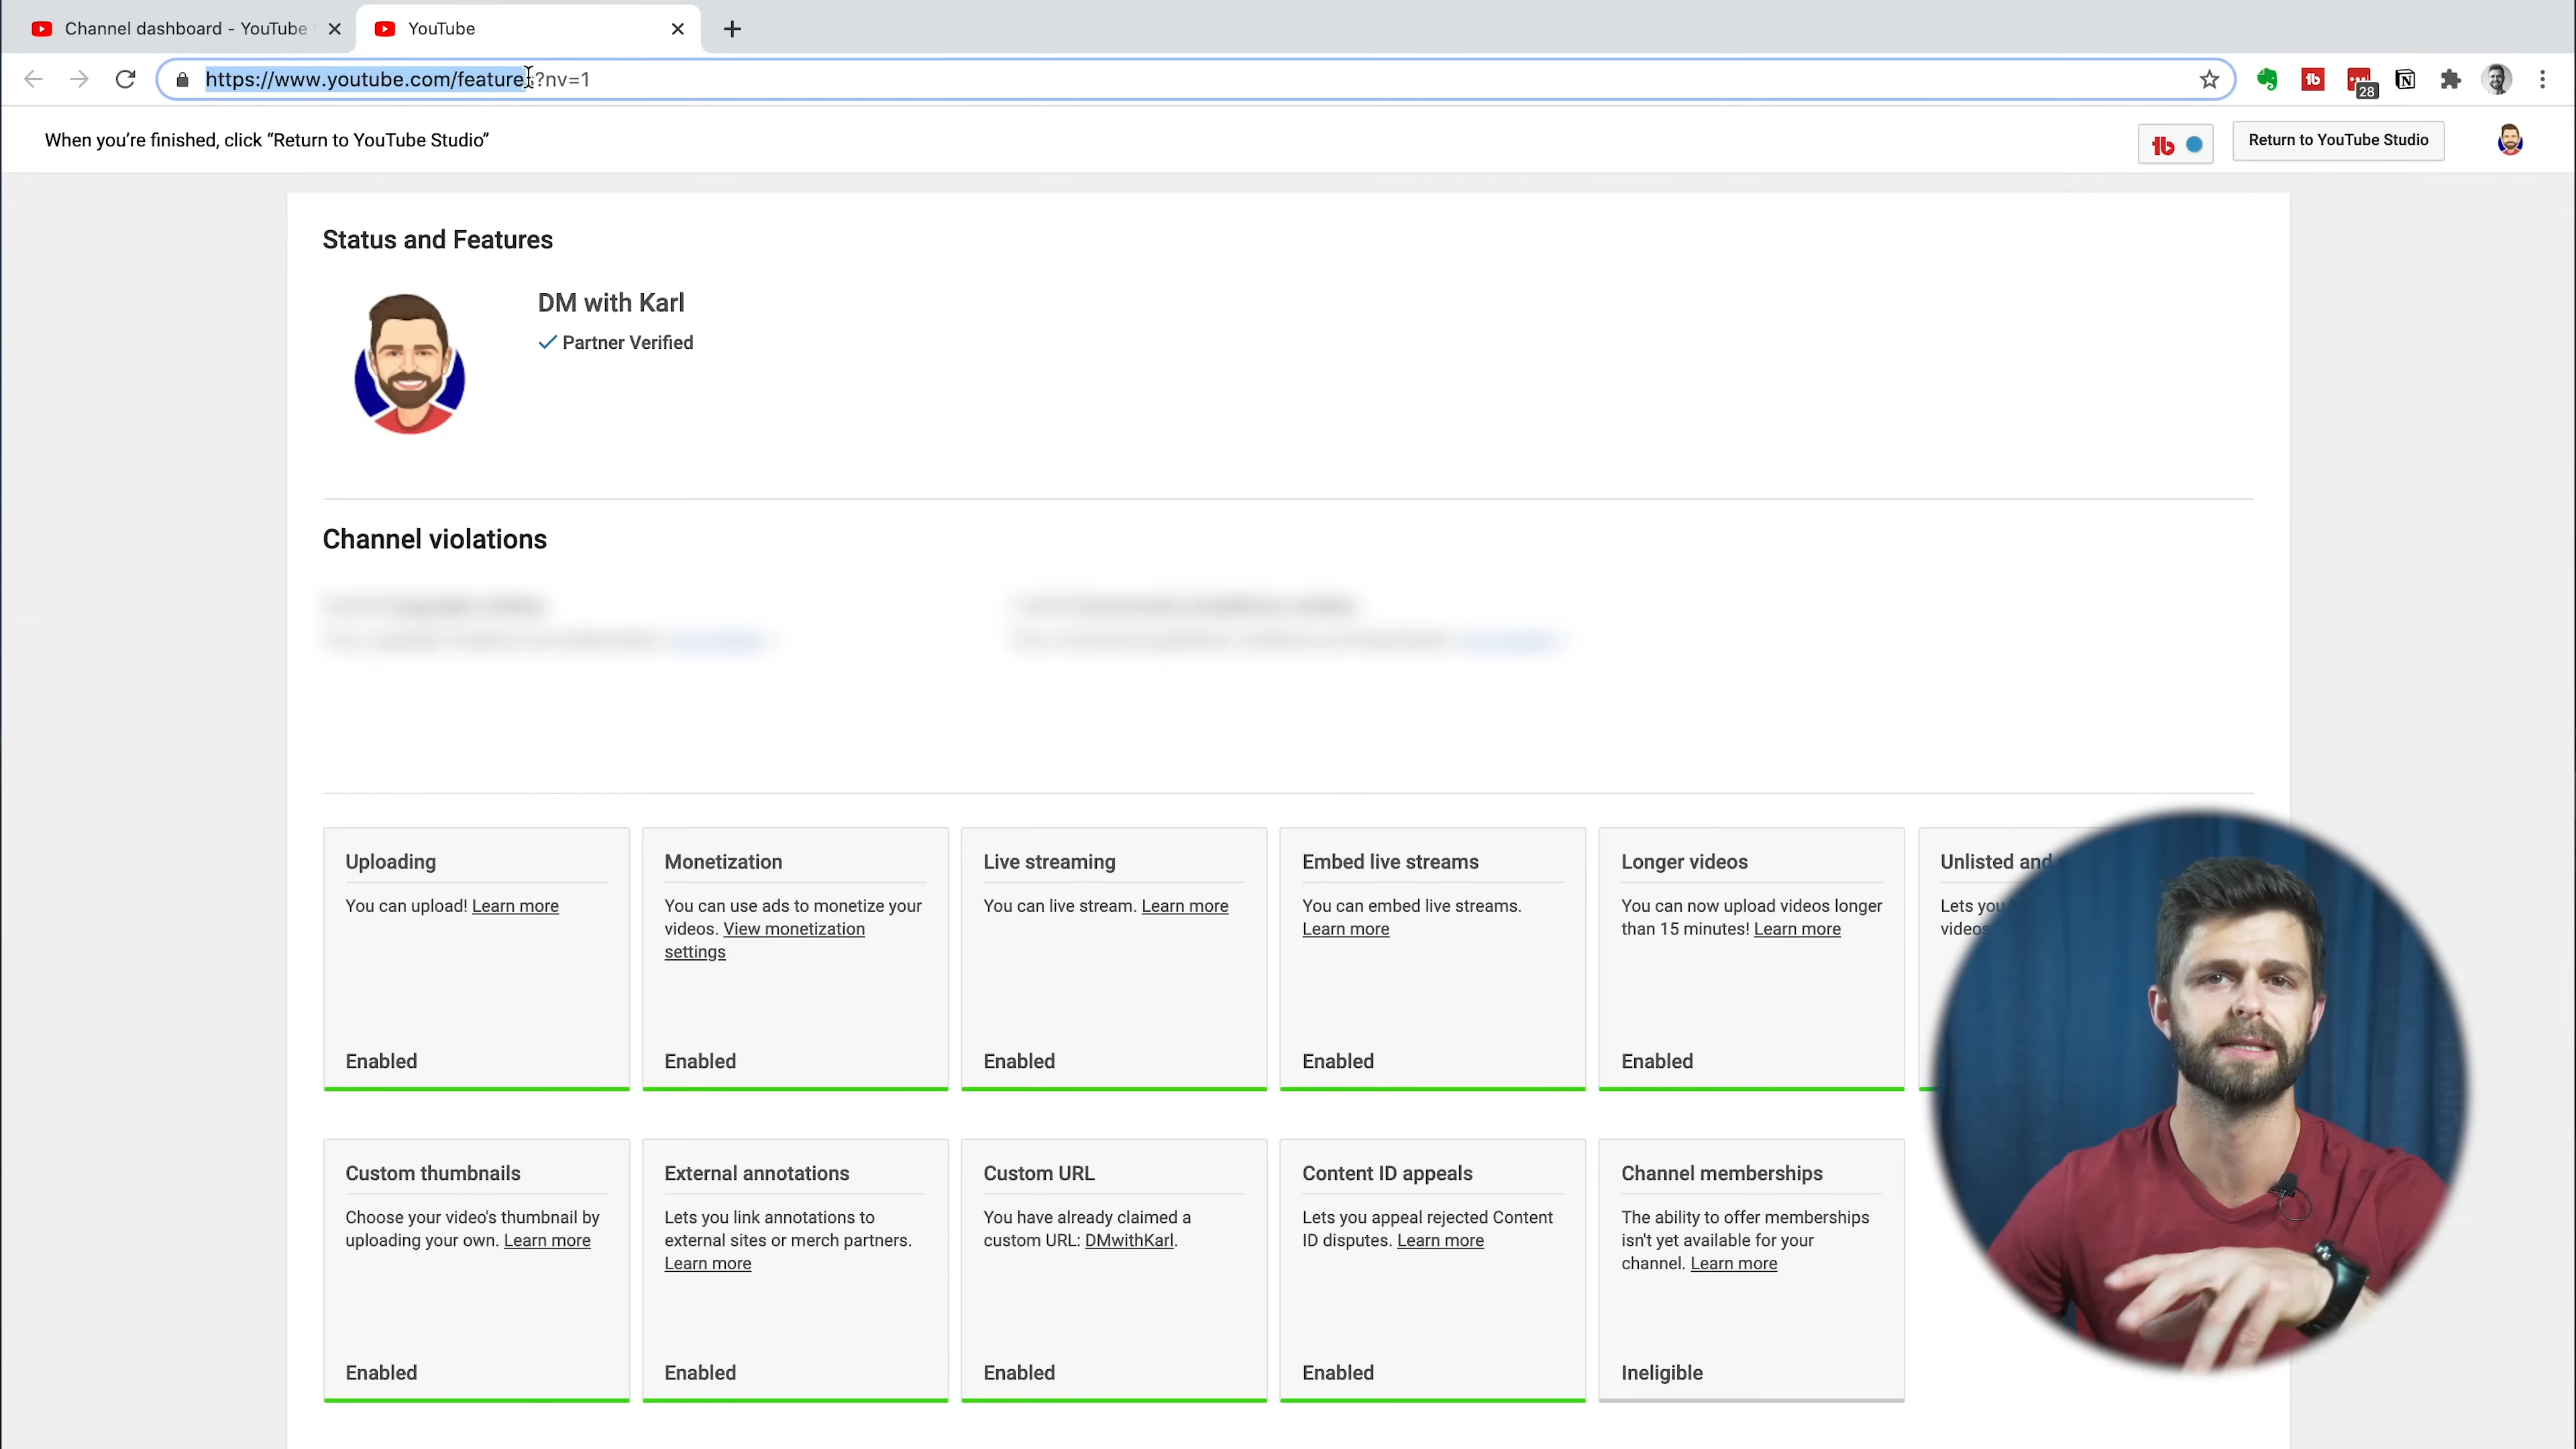 Channel dashboard - YouTube
YouTube
https://www.youtube.com/features?nv=1
28
When you’re finished, click “Return to YouTube Studio”
Return to YouTube Studio
Status and Features
DM with Karl
Partner Verified
Channel violations
Uploading
You can upload! Learn more
Enabled
Monetization
You can use ads to monetize your
videos. View monetization
settings
Enabled
Live streaming
You can live stream. Learn more
Enabled
Embed live streams
You can embed live streams.
Learn more
Enabled
Longer videos
You can now upload videos longer
than 15 minutes! Learn more
Enabled
Unlisted and
Lets you
videos
Custom thumbnails
Choose your video's thumbnail by
uploading your own. Learn more
Enabled
External annotations
Lets you link annotations to
external sites or merch partners.
Learn more
Enabled
Custom URL
You have already claimed a
custom URL: DMwithKarl.
Enabled
Content ID appeals
Lets you appeal rejected Content
ID disputes. Learn more
Enabled
Channel memberships
The ability to offer memberships
isn't yet available for your
channel. Learn more
Ineligible